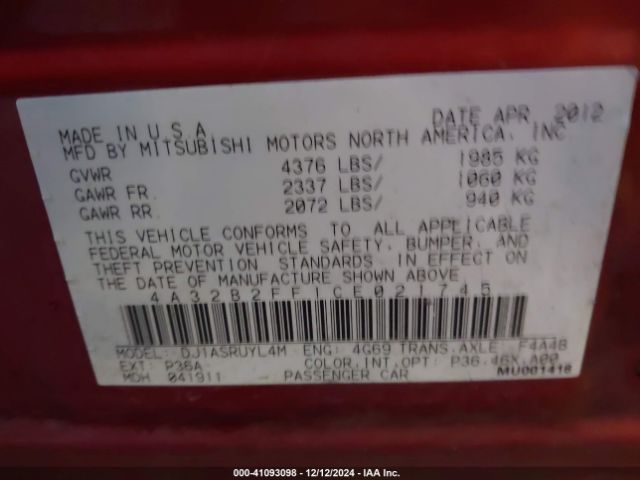 MADE IN U.S.A DATE APR 2012
MFD BY MITSUBISHI MOTORS NORTH AMERICA, INC
GVWR 4376 LBS/ 1985 KG
GAWR FR. 2337 LBS/ 1060 KG
GAWR RR. 2072 LBS/ 940 KG
THIS VEHICLE CONFORMS TO ALL APPLICABLE
FEDERAL MOTOR VEHICLE SAFETY, BUMPER, AND
THEFT PREVENTION STANDARDS IN EFFECT ON
THE DATE OF MANUFACTURE SHOWN ABOVE
4A32B2FF1CE021745
MODEL: DJ1ASRUYL4M ENG: 4G69 TRANS.AXLE F4A4B
EXT: P36A COLOR.INT.OPT: P36.46X.A00
MDH 041911 PASSENGER CAR MU001418
000-41093098 - 12/12/2024 - IAAI.com